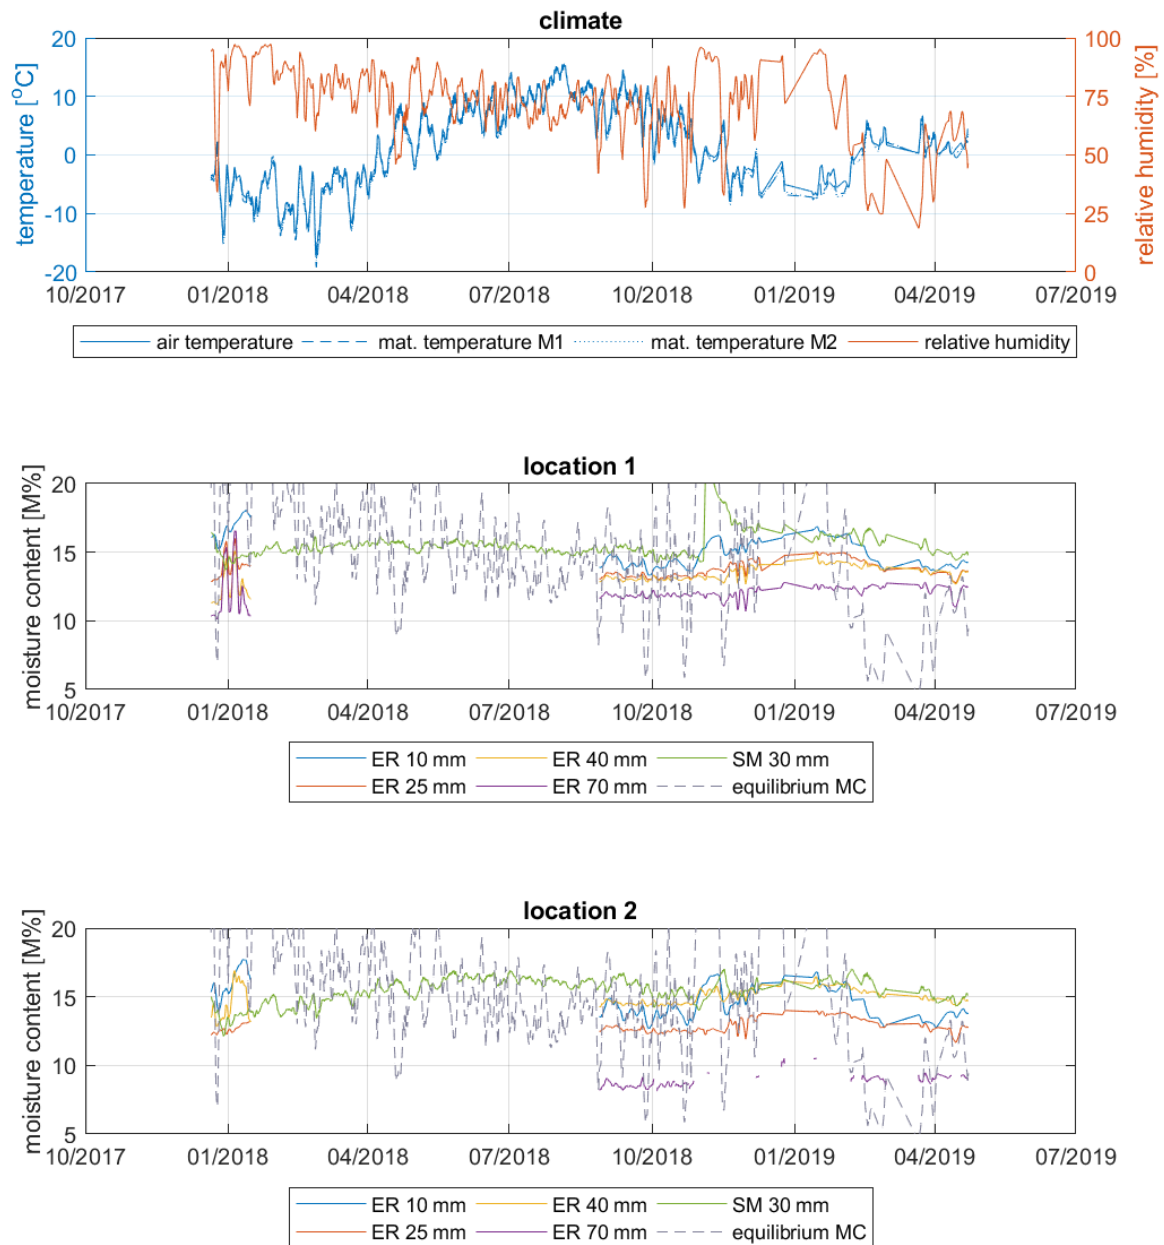 climate
temperature [°C]
20
10
0
-10
-20
100
75
50
25
0
relative humidity [%]
10/2017 01/2018 04/2018 07/2018 10/2018 01/2019 04/2019 07/2019
air temperature mat. temperature M1 mat. temperature M2 relative humidity
location 1
moisture content [M%]
20
15
10
5
10/2017 01/2018 04/2018 07/2018 10/2018 01/2019 04/2019 07/2019
ER 10 mm ER 40 mm SM 30 mm
ER 25 mm ER 70 mm equilibrium MC
location 2
moisture content [M%]
20
15
10
5
10/2017 01/2018 04/2018 07/2018 10/2018 01/2019 04/2019 07/2019
ER 10 mm ER 40 mm SM 30 mm
ER 25 mm ER 70 mm equilibrium MC